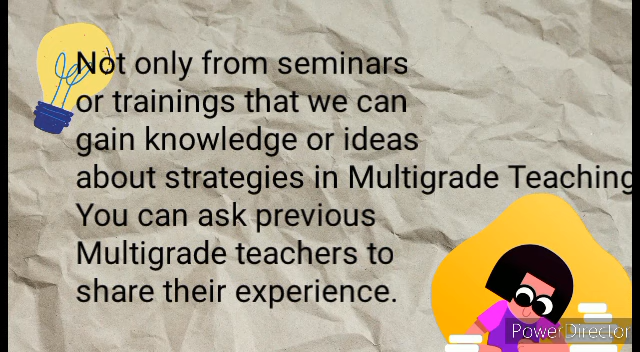 Not only from seminars
or trainings that we can
gain knowledge or ideas
about strategies in Multigrade Teaching
You can ask previous
Multigrade teachers to
share their experience.
PowerDirector